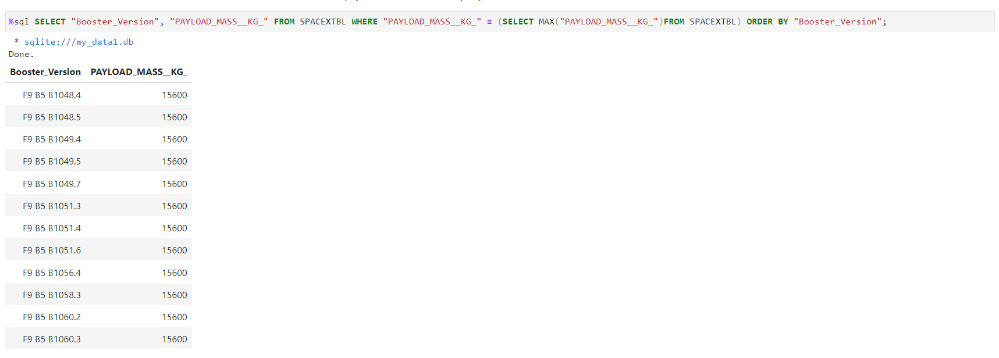 %sql SELECT "Booster_Version", "PAYLOAD_MASS__KG_" FROM SPACEXTBL WHERE "PAYLOAD_MASS__KG_" = (SELECT MAX("PAYLOAD_MASS__KG_")FROM SPACEXTBL) ORDER BY "Booster_Version";
* sqlite:///my_data1.db
Done.
Booster_Version PAYLOAD_MASS__KG_
F9 B5 B1048.4 15600
F9 B5 B1048.5 15600
F9 B5 B1049.4 15600
F9 B5 B1049.5 15600
F9 B5 B1049.7 15600
F9 B5 B1051.3 15600
F9 B5 B1051.4 15600
F9 B5 B1051.6 15600
F9 B5 B1056.4 15600
F9 B5 B1058.3 15600
F9 B5 B1060.2 15600
F9 B5 B1060.3 15600